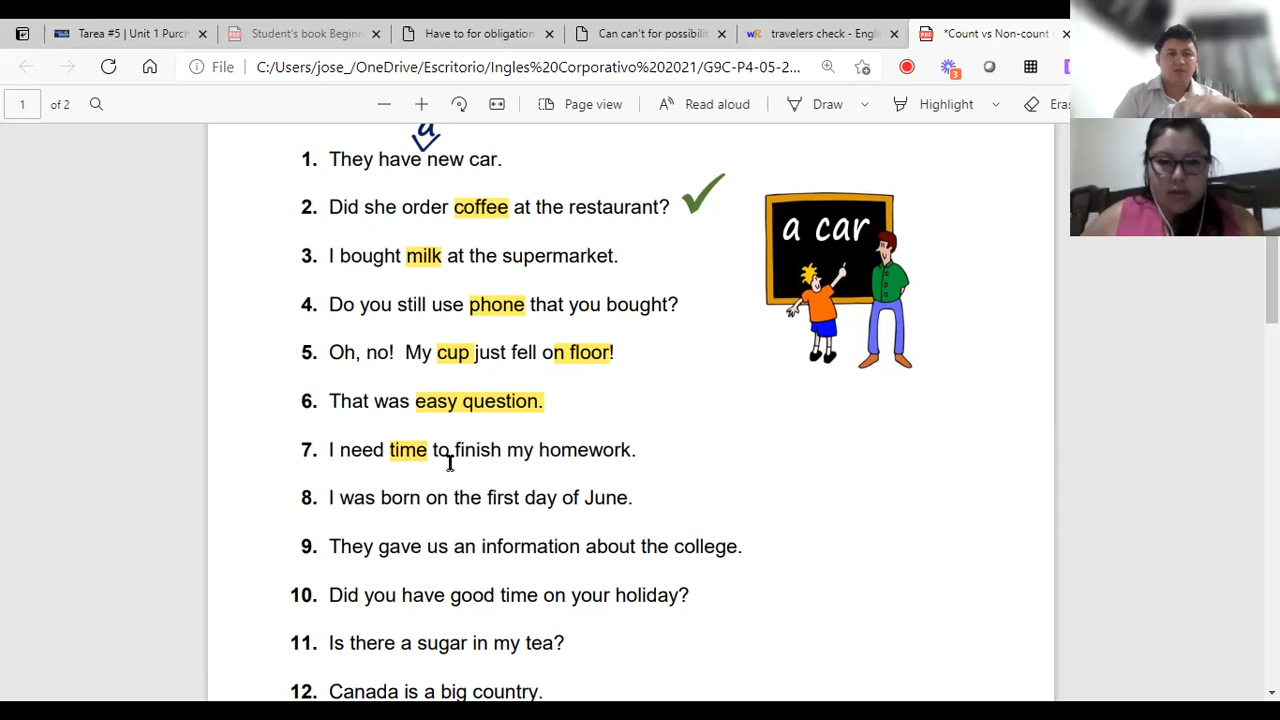 Tarea #5 | Unit 1 Purch
Student's book Beginn
Have to for obligation
Can can't for possibilit
travelers check - Engli
*Count vs Non-count
File
C:/Users/jose_/OneDrive/Escritorio/Ingles%20Corporativo%202021/G9C-P4-05-2...
3
1 of 2
Page view
Read aloud
Draw
Highlight
Eras
a
1. They have new car.
2. Did she order coffee at the restaurant?
3. I bought milk at the supermarket.
4. Do you still use phone that you bought?
5. Oh, no! My cup just fell on floor!
6. That was easy question.
7. I need time to finish my homework.
8. I was born on the first day of June.
9. They gave us an information about the college.
10. Did you have good time on your holiday?
11. Is there a sugar in my tea?
12. Canada is a big country.
a car